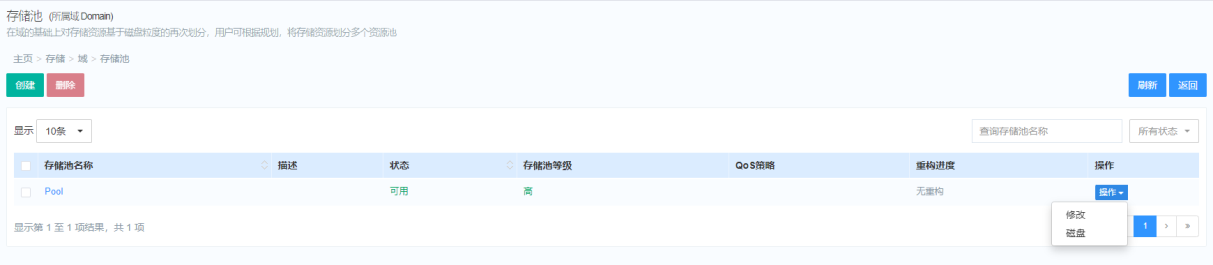 存储池 (所属域 Domain)
在域的基础上对存储资源基于磁盘粒度的再次划分，用户可根据规划，将存储资源划分多个资源池
主页 > 存储 > 域 > 存储池
创建 删除 刷新 返回
显示 10条 查询存储池名称 所有状态
存储池名称 描述 状态 存储池等级 QoS策略 重构进度 操作
Pool 可用 高 无重构 操作
修改
磁盘
显示第 1 至 1 项结果，共 1 项 1 › »